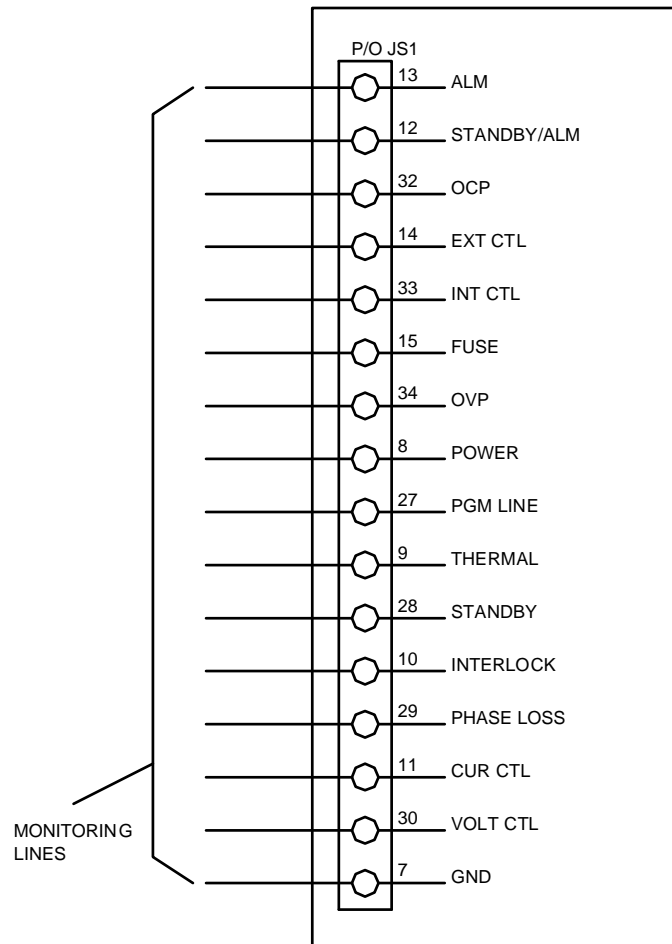 P/O JS1
13 ALM
12 STANDBY/ALM
32 OCP
14 EXT CTL
33 INT CTL
15 FUSE
34 OVP
8 POWER
27 PGM LINE
9 THERMAL
28 STANDBY
10 INTERLOCK
29 PHASE LOSS
11 CUR CTL
30 VOLT CTL
7 GND
MONITORING
LINES